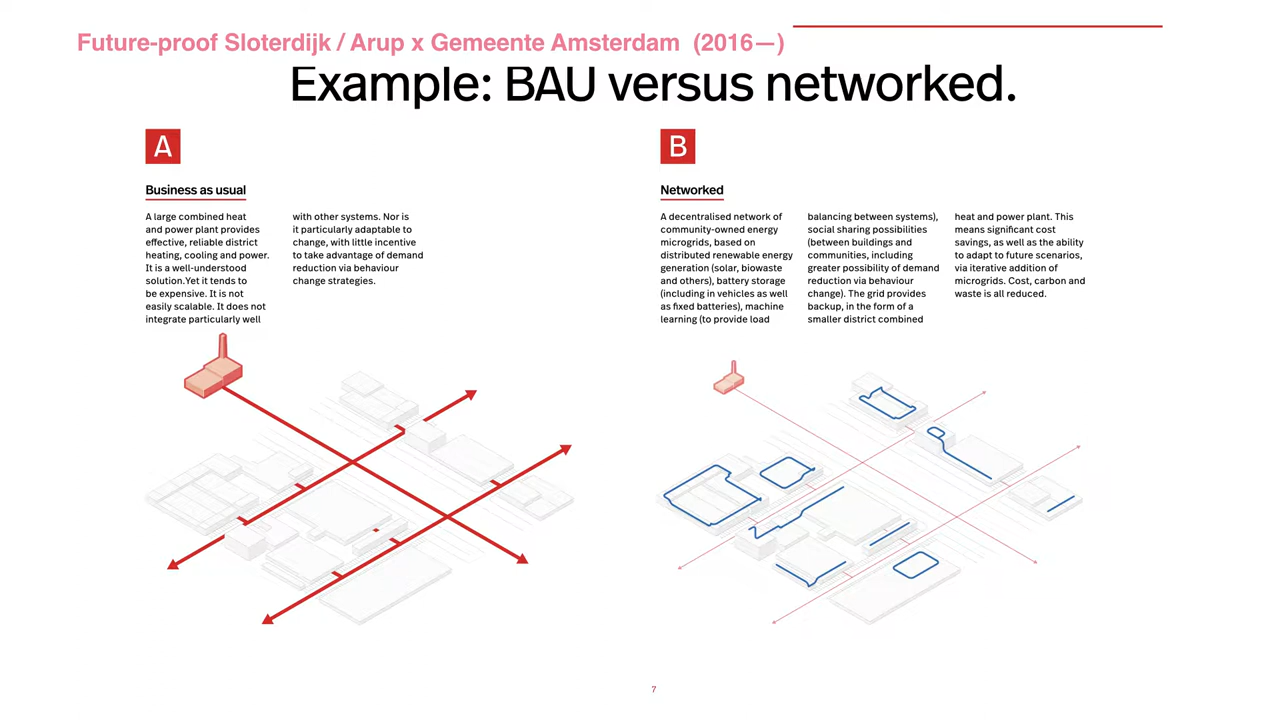 Future-proof Sloterdijk / Arup x Gemeente Amsterdam (2016—)
Example: BAU versus networked.
A
Business as usual
A large combined heat
and power plant provides
effective, reliable district
heating, cooling and power.
It is a well-understood
solution.Yet it tends to
be expensive. It is not
easily scalable. It does not
integrate particularly well
with other systems. Nor is
it particularly adaptable to
change, with little incentive
to take advantage of demand
reduction via behaviour
change strategies.
B
Networked
A decentralised network of
community-owned energy
microgrids, based on
distributed renewable energy
generation (solar, biowaste
and others), battery storage
(including in vehicles as well
as fixed batteries), machine
learning (to provide load
balancing between systems),
social sharing possibilities
(between buildings and
communities, including
greater possibility of demand
reduction via behaviour
change). The grid provides
backup, in the form of a
smaller district combined
heat and power plant. This
means significant cost
savings, as well as the ability
to adapt to future scenarios,
via iterative addition of
microgrids. Cost, carbon and
waste is all reduced.
7